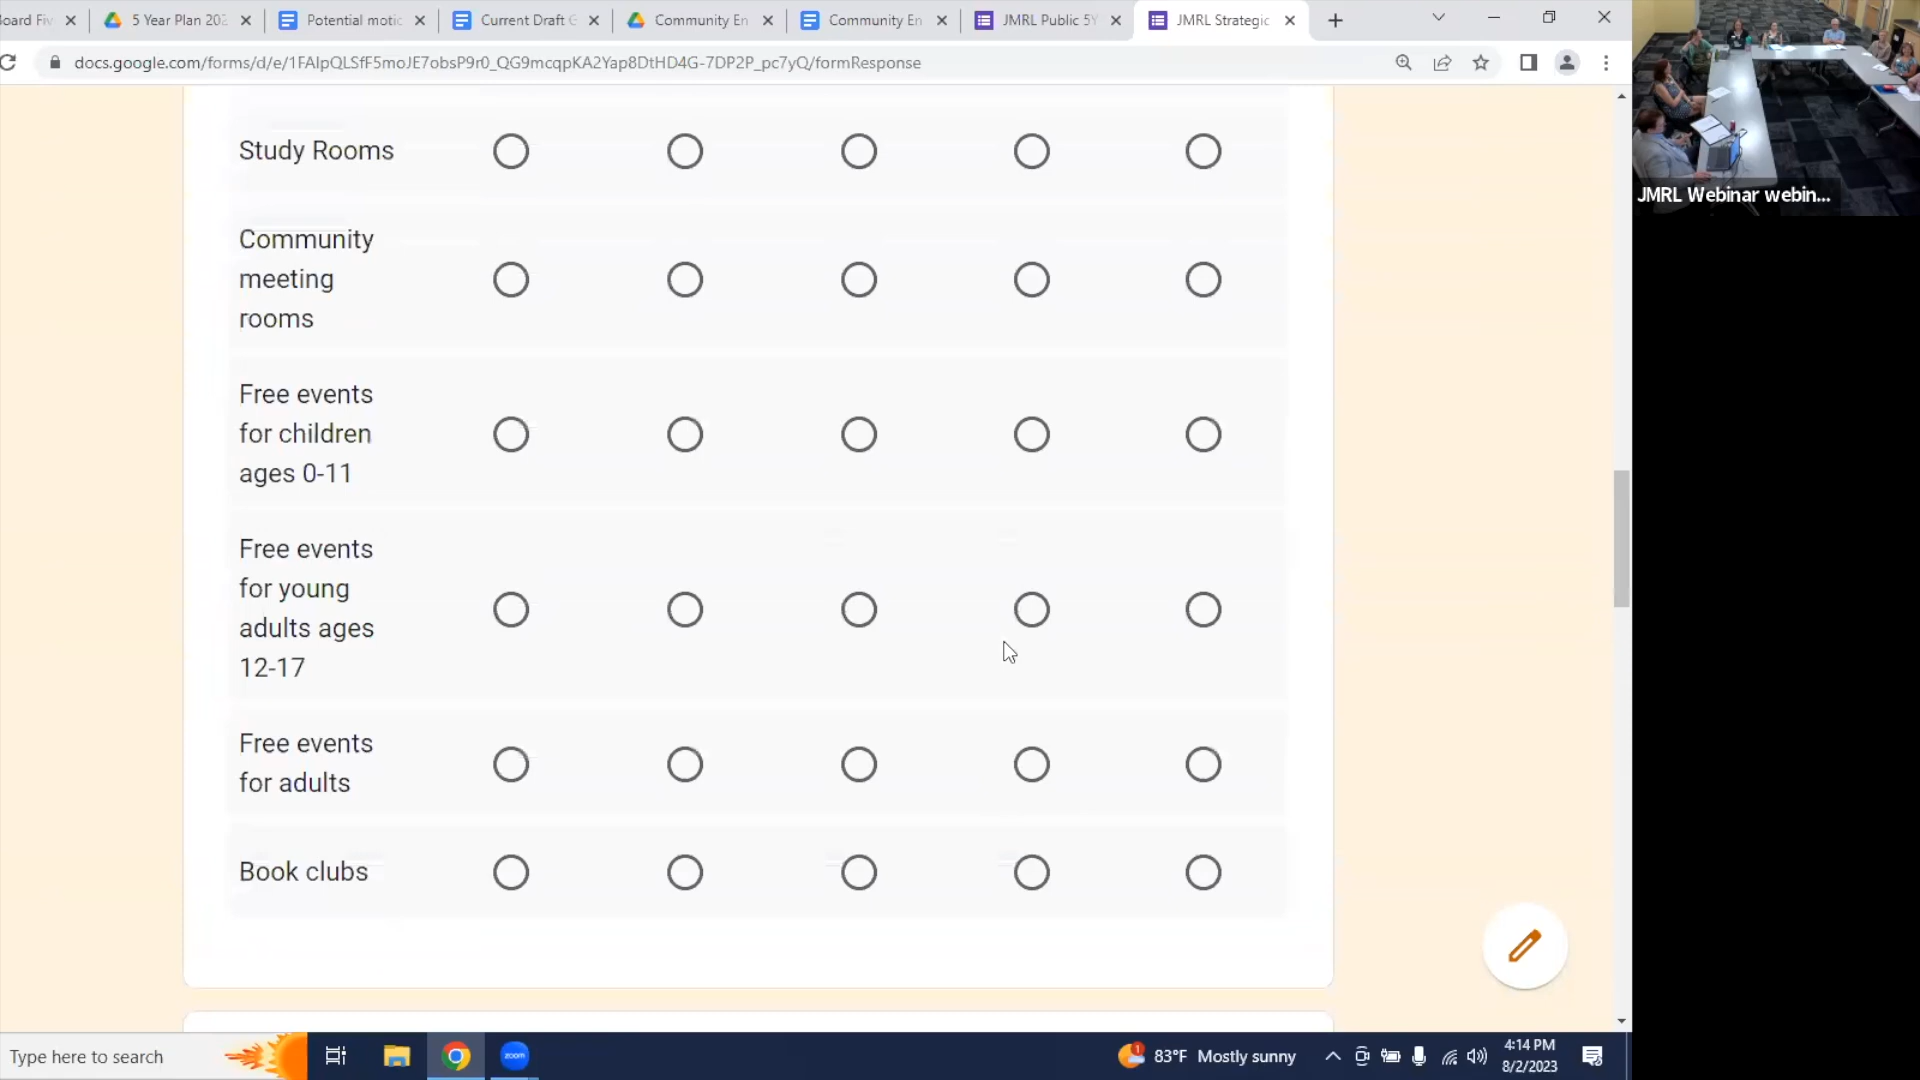 oard Fiv
5 Year Plan 202
Potential motic
Current Draft G
Community En
Community En
JMRL Public 5Y
JMRL Strategic
docs.google.com/forms/d/e/1FAIpQLSfF5moJE7obsP9r0_QG9mcqpKA2Yap8DtHD4G-7DP2P_pc7yQ/formResponse
JMRL Webinar webin...
Study Rooms
Community
meeting
rooms
Free events
for children
ages 0-11
Free events
for young
adults ages
12-17
Free events
for adults
Book clubs
Type here to search
zoom
1
83°F Mostly sunny
4:14 PM
8/2/2023